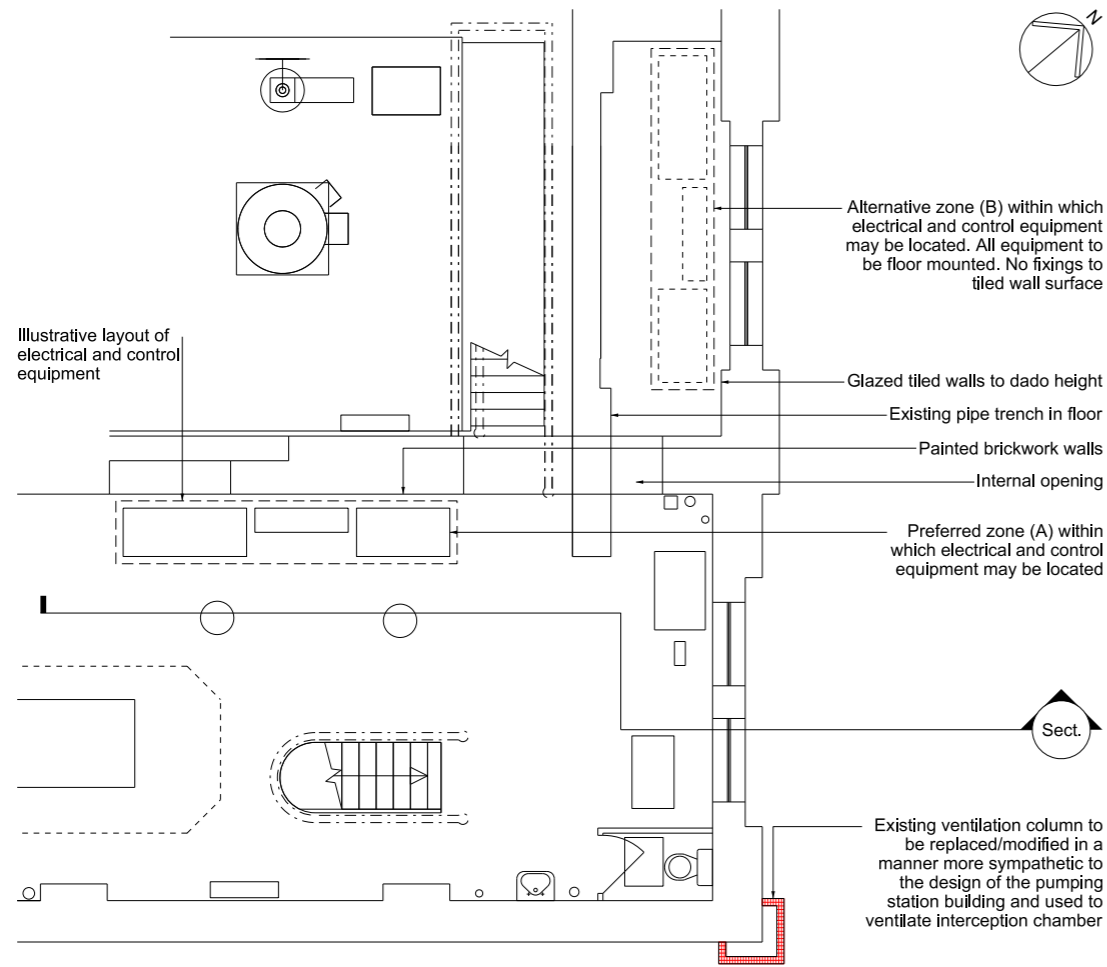 N
Alternative zone (B) within which
electrical and control equipment
may be located. All equipment to
be floor mounted. No fixings to
tiled wall surface
Illustrative layout of
electrical and control
equipment
Glazed tiled walls to dado height
Existing pipe trench in floor
Painted brickwork walls
Internal opening
Preferred zone (A) within
which electrical and control
equipment may be located
Sect.
Existing ventilation column to
be replaced/modified in a
manner more sympathetic to
the design of the pumping
station building and used to
ventilate interception chamber